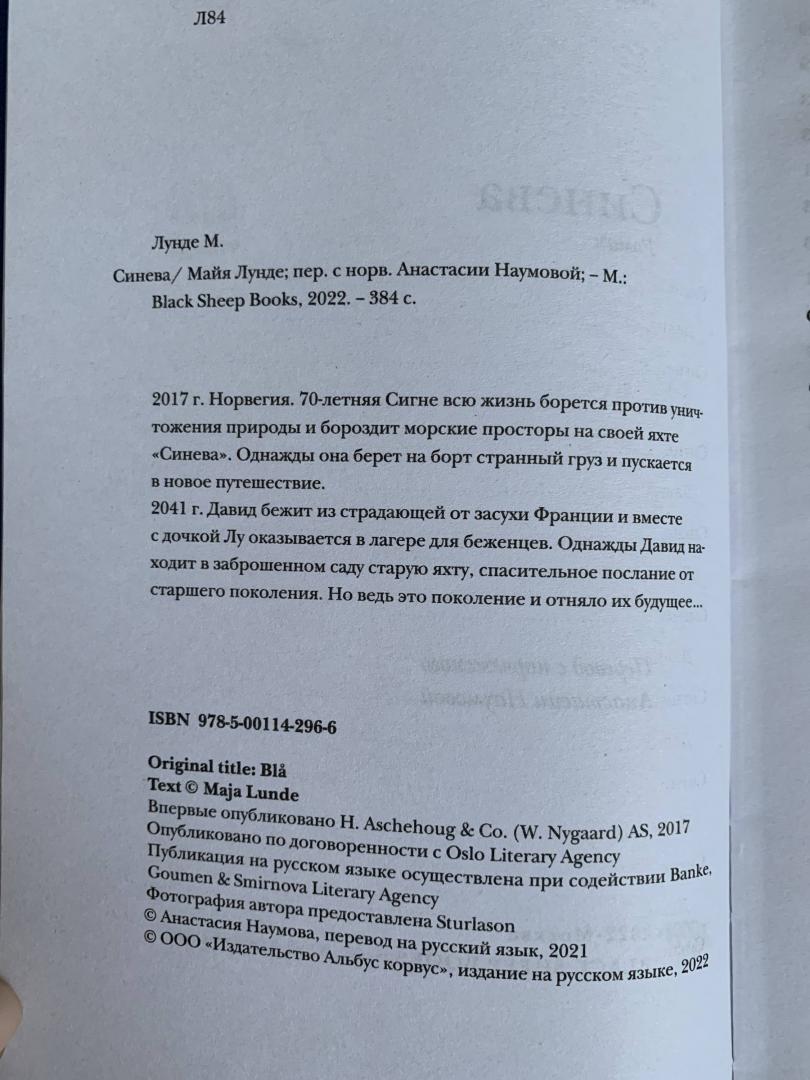 Л84
Лунде М.
Синева/ Майя Лунде; пер. с норв. Анастасии Наумовой; – М.:
Black Sheep Books, 2022. – 384 с.
2017 г. Норвегия. 70-летняя Сигне всю жизнь борется против унич-
тожения природы и бороздит морские просторы на своей яхте
«Синева». Однажды она берет на борт странный груз и пускается
в новое путешествие.
2041 г. Давид бежит из страдающей от засухи Франции и вместе
с дочкой Лу оказывается в лагере для беженцев. Однажды Давид на-
ходит в заброшенном саду старую яхту, спасительное послание от
старшего поколения. Но ведь это поколение и отняло их будущее...
ISBN 978-5-00114-296-6
Original title: Blå
Text © Maja Lunde
Впервые опубликовано H. Aschehoug & Co. (W. Nygaard) AS, 2017
Опубликовано по договоренности с Oslo Literary Agency
Публикация на русском языке осуществлена при содействии Banke,
Goumen & Smirnova Literary Agency
Фотография автора предоставлена Sturlason
© Анастасия Наумова, перевод на русский язык, 2021
© ООО «Издательство Альбус корвус», издание на русском языке, 2022